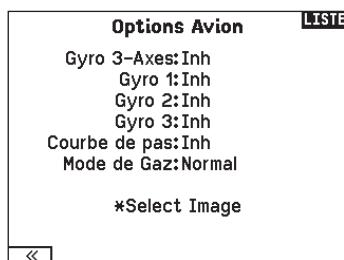 Options Avion
LISTE
Gyro 3-Axes:Inh
Gyro 1:Inh
Gyro 2:Inh
Gyro 3:Inh
Courbe de pas:Inh
Mode de Gaz:Normal
*Select Image
«